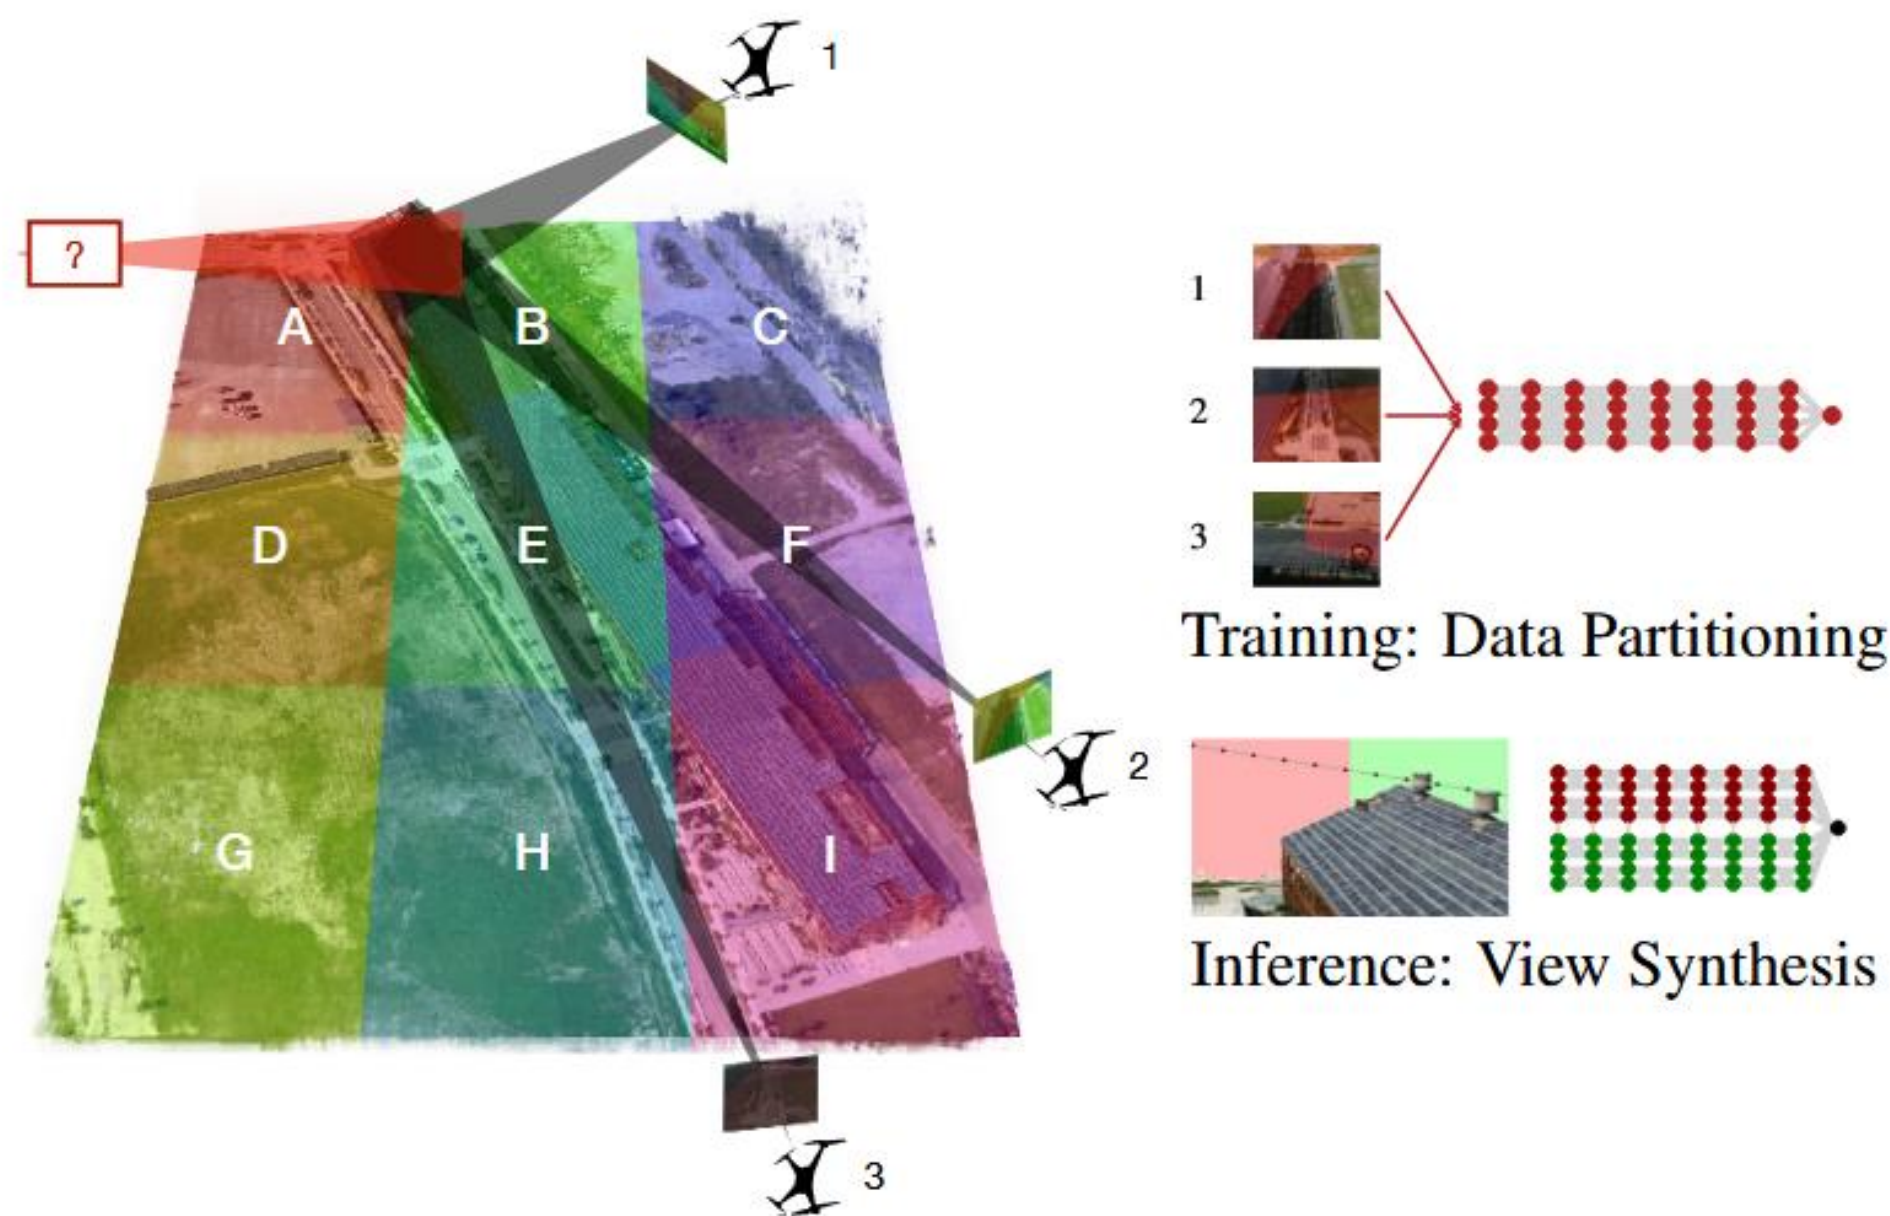 1
?
A
B
C
D
E
F
G
H
I
2
3
1
2
3
Training: Data Partitioning
Inference: View Synthesis